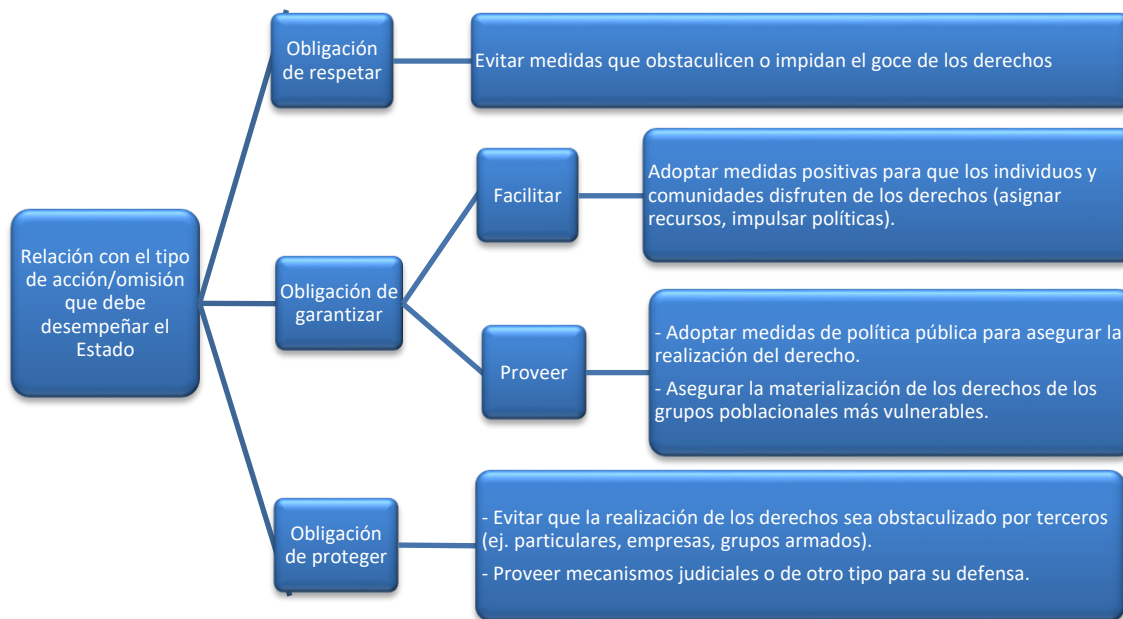 Relación con el tipo
de acción/omisión
que debe
desempeñar el
Estado
Obligación
de respetar
Evitar medidas que obstaculicen o impidan el goce de los derechos
Obligación de
garantizar
Facilitar
Adoptar medidas positivas para que los individuos y
comunidades disfruten de los derechos (asignar
recursos, impulsar políticas).
Proveer
- Adoptar medidas de política pública para asegurar la
realización del derecho.
- Asegurar la materialización de los derechos de los
grupos poblacionales más vulnerables.
Obligación
de proteger
- Evitar que la realización de los derechos sea obstaculizado por terceros
(ej. particulares, empresas, grupos armados).
- Proveer mecanismos judiciales o de otro tipo para su defensa.